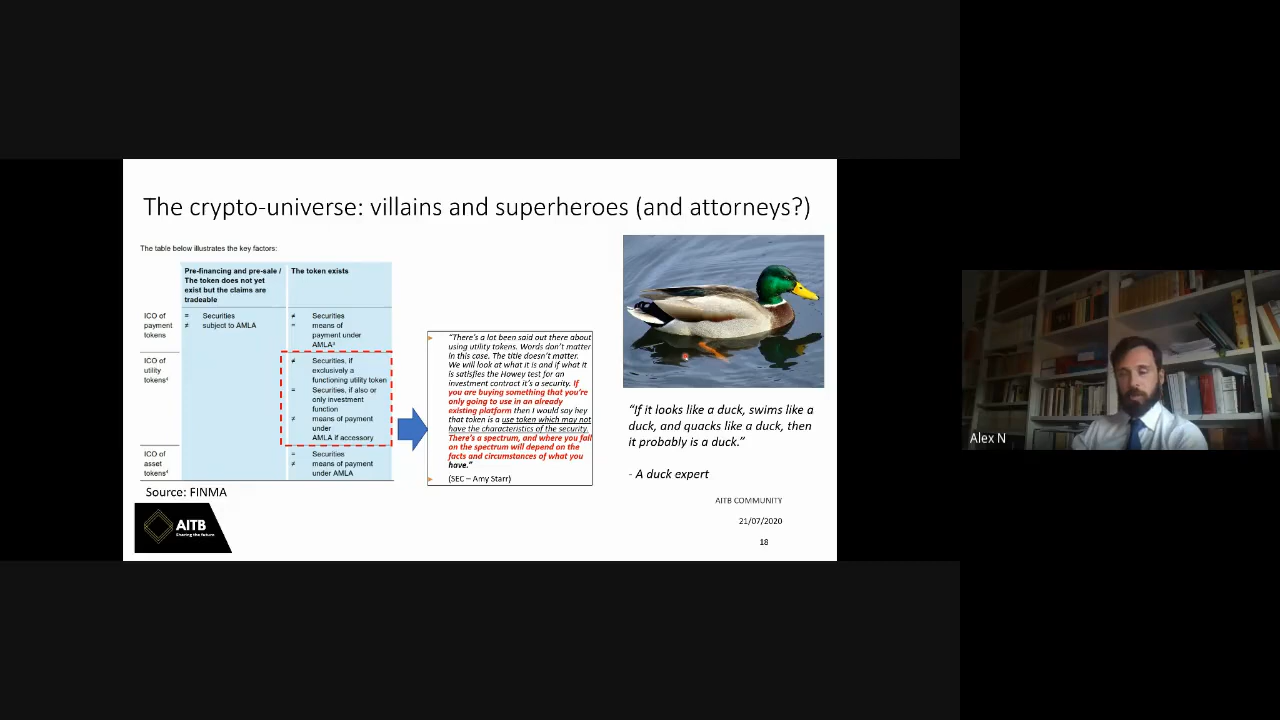 The crypto-universe: villains and superheroes (and attorneys?)
The table below illustrates the key factors:
Pre-financing and pre-sale /
The token does not yet
exist but the claims are
tradeable
The token exists
ICO of
payment
tokens
= Securities
≠ subject to AMLA
≠ Securities
= means of
payment under
AMLA³
ICO of
utility
tokens⁴
≠ Securities, if
exclusively a
functioning utility token
= Securities, if also or
only investment
function
≠ means of payment
under
AMLA if accessory
ICO of
asset
tokens⁴
= Securities
≠ means of payment
under AMLA
Source: FINMA
AITB
Sharing the future
"There's a lot been said out there about
using utility tokens. Words don't matter
in this case. The title doesn't matter.
We will look at what it is and if what it
is satisfies the Howey test for an
investment contract it's a security. If
you are buying something that you're
only going to use in an already
existing platform then I would say hey
that token is a use token which may not
have the characteristics of the security.
There's a spectrum, and where you fall
on the spectrum will depend on the
facts and circumstances of what you
have."
(SEC – Amy Starr)
"If it looks like a duck, swims like a
duck, and quacks like a duck, then
it probably is a duck."
- A duck expert
AITB COMMUNITY
21/07/2020
18
Alex N